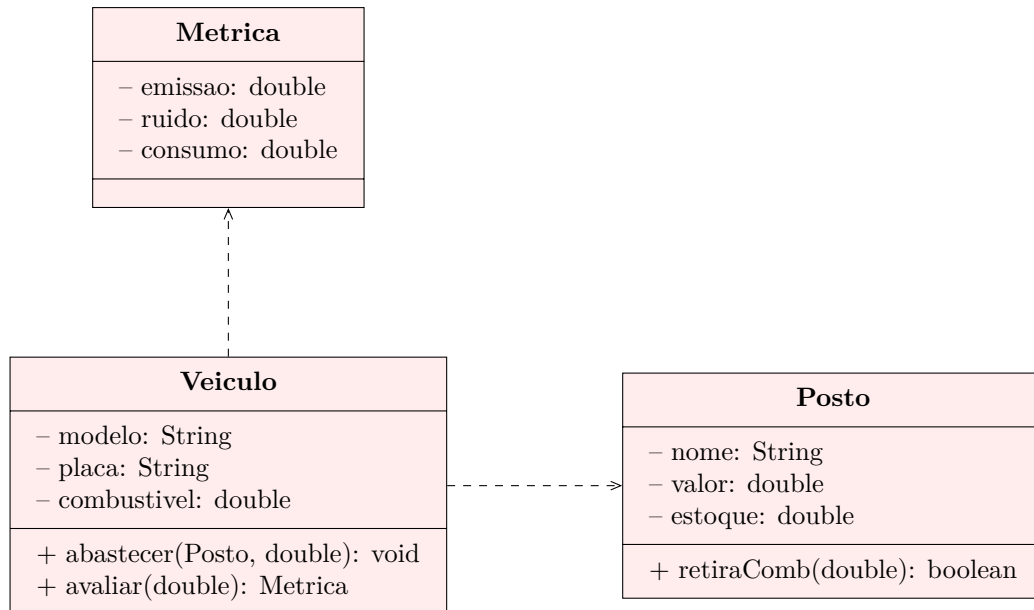 Metrica
– emissao: double
– ruido: double
– consumo: double
Veiculo
– modelo: String
– placa: String
– combustivel: double
+ abastecer(Posto, double): void
+ avaliar(double): Metrica
Posto
– nome: String
– valor: double
– estoque: double
+ retiraComb(double): boolean